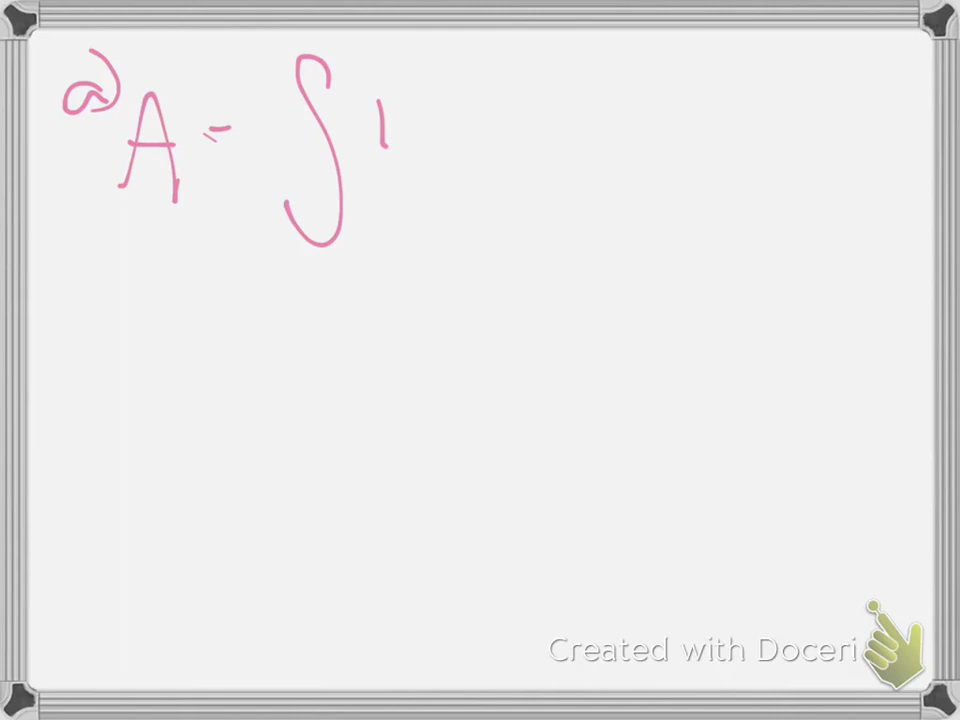 a) A = ∫ 1
Created with Doceri